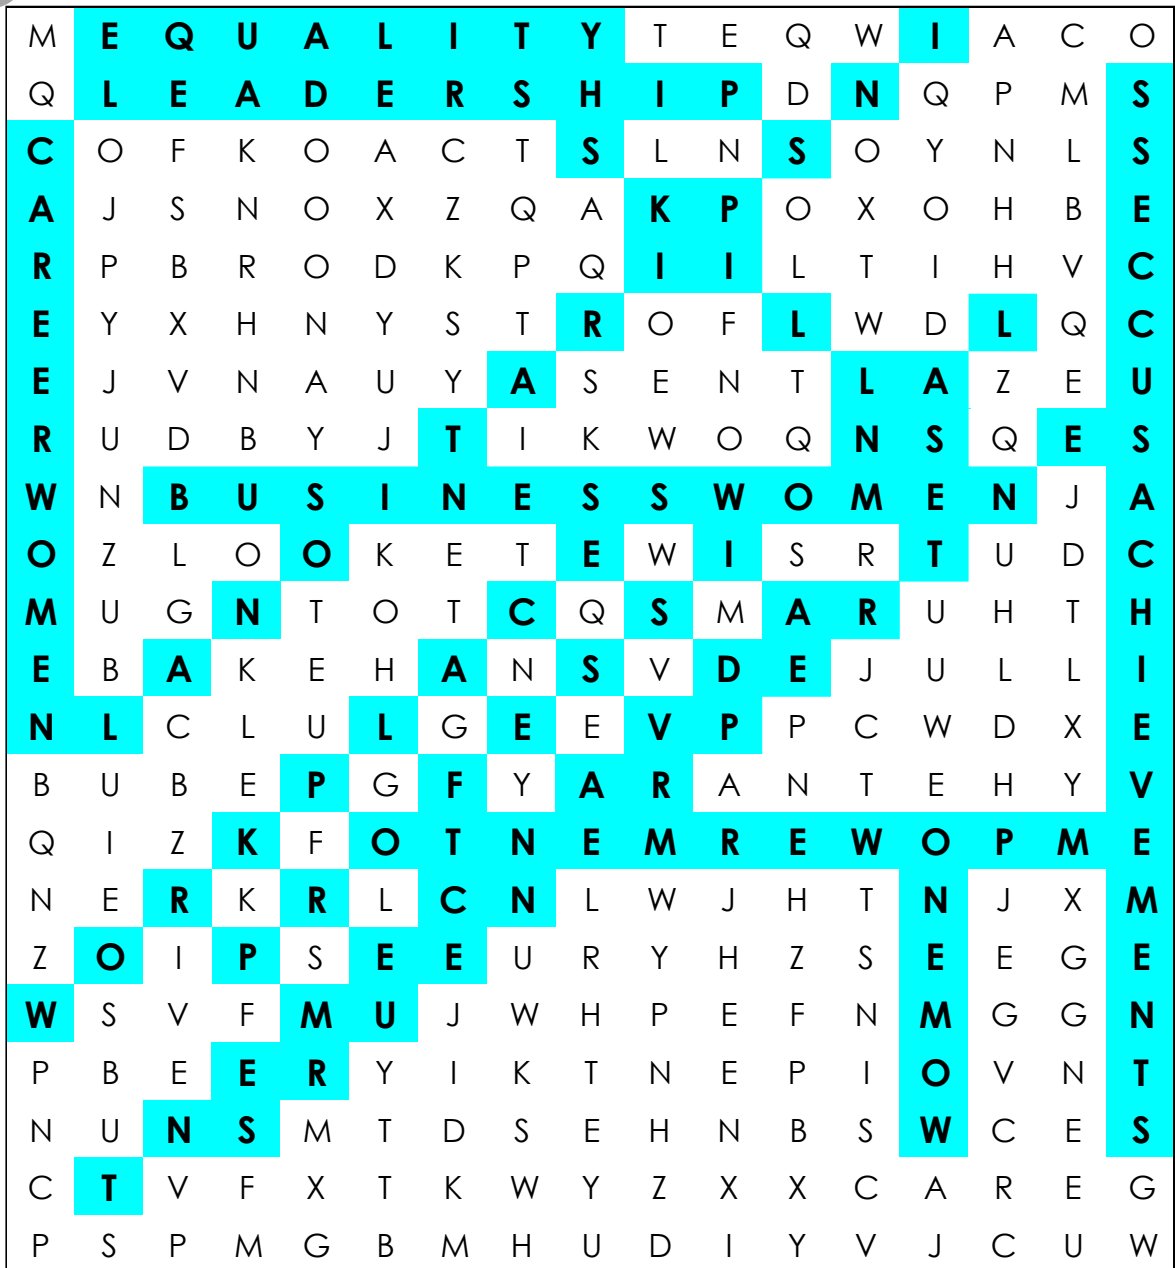 M E Q U A L I T Y T E Q W I A C O
Q L E A D E R S H I P D N Q P M S
C O F K O A C T S L N S O Y N L S
A J S N O X Z Q A K P O X O H B E
R P B R O D K P Q I I L T I H V C
E Y X H N Y S T R O F L W D L Q C
E J V N A U Y A S E N T L A Z E U
R U D B Y J T I K W O Q N S Q E S
W N B U S I N E S S W O M E N J A
O Z L O O K E T E W I S R T U D C
M U G N T O T C Q S M A R U H T H
E B A K E H A N S V D E J U L L I
N L C L U L G E E V P P C W D X E
B U B E P G F Y A R A N T E H Y V
Q I Z K F O T N E M R E W O P M E
N E R K R L C N L W J H T N J X M
Z O I P S E E U R Y H Z S E E G E
W S V F M U J W H P E F N M G G N
P B E E R Y I K T N E P I O V N T
N U N S M T D S E H N B S W C E S
C T V F X T K W Y Z X X C A R E G
P S P M G B M H U D I Y V J C U W